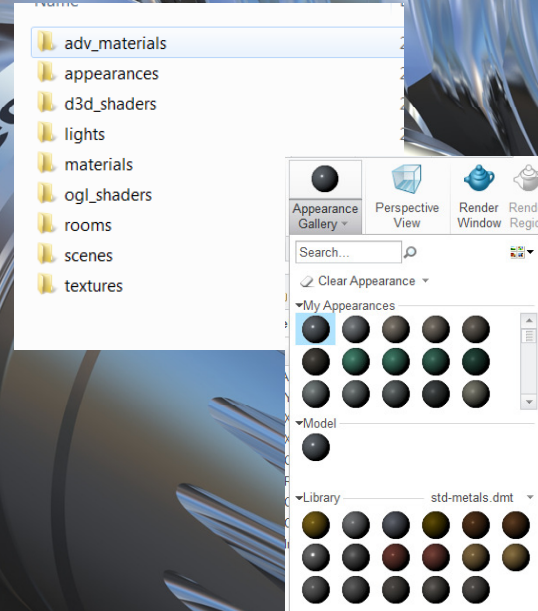 Name
adv_materials
appearances
d3d_shaders
lights
materials
ogl_shaders
rooms
scenes
textures
Appearance Gallery
Perspective View
Render Window
Search...
Clear Appearance
My Appearances
Model
Library
std-metals.dmt